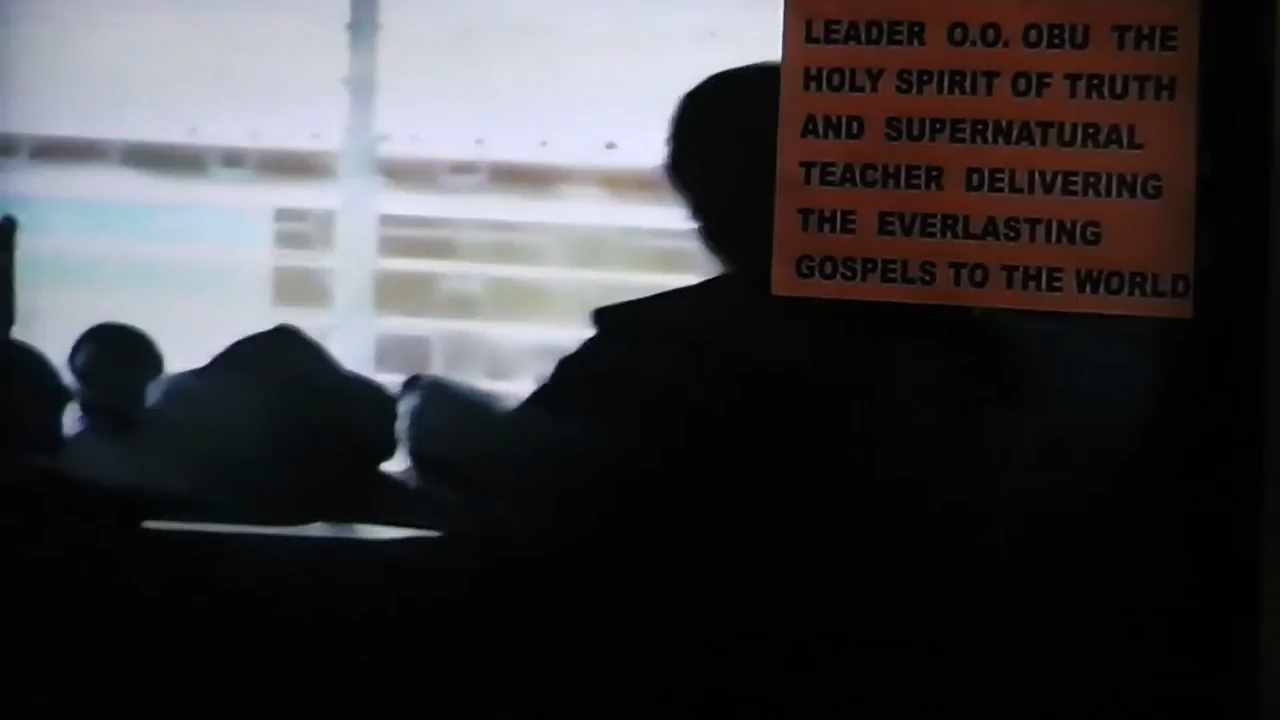 LEADER O.O. OBU THE
HOLY SPIRIT OF TRUTH
AND SUPERNATURAL
TEACHER DELIVERING
THE EVERLASTING
GOSPELS TO THE WORLD